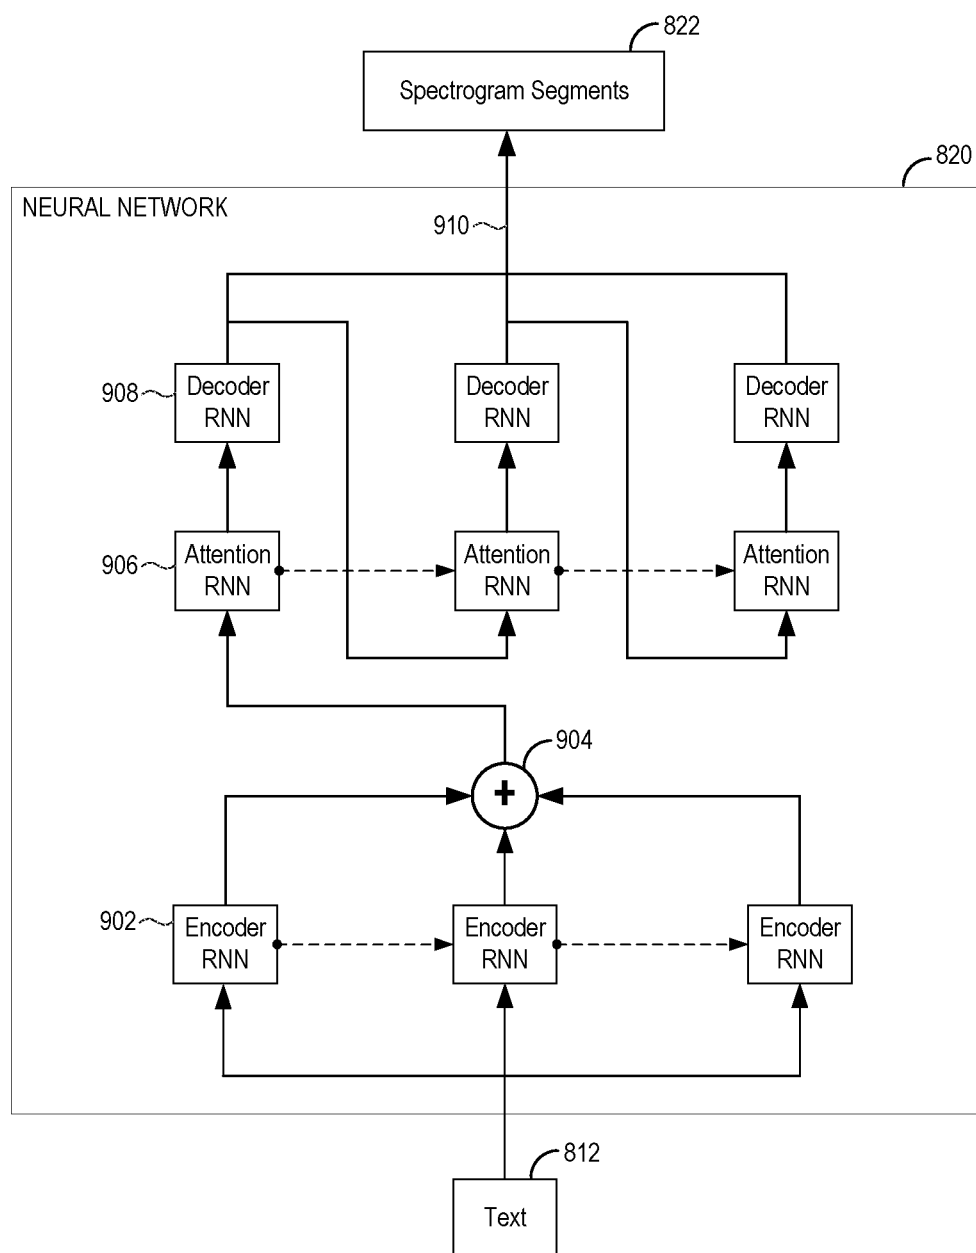 822
Spectrogram Segments
820
NEURAL NETWORK
910
908
Decoder
RNN
Decoder
RNN
Decoder
RNN
906
Attention
RNN
Attention
RNN
Attention
RNN
904
+
902
Encoder
RNN
Encoder
RNN
Encoder
RNN
812
Text